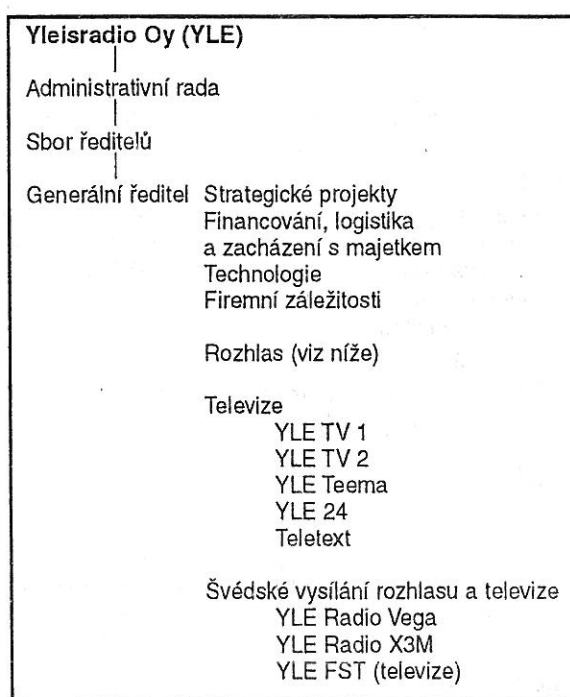 Yleisradio Oy (YLE)
Administrativní rada
Sbor ředitelů
Generální ředitel Strategické projekty
Financování, logistika
a zacházení s majetkem
Technologie
Firemní záležitosti
Rozhlas (viz níže)
Televize
YLE TV 1
YLE TV 2
YLE Teema
YLE 24
Teletext
Švédské vysílání rozhlasu a televize
YLE Radio Vega
YLE Radio X3M
YLE FST (televize)